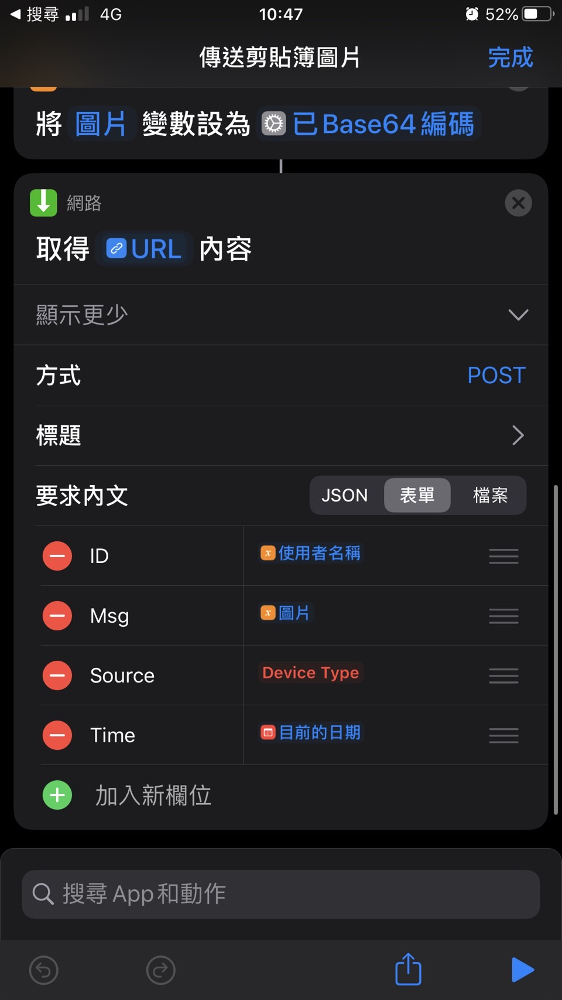 搜尋 4G 10:47 52%
傳送剪貼簿圖片 完成
將 圖片 變數設為 已Base64編碼
網路
取得 URL 內容
顯示更少
方式 POST
標題
要求內文 JSON 表單 檔案
ID 使用者名稱
Msg 圖片
Source Device Type
Time 目前的日期
加入新欄位
搜尋 App 和動作